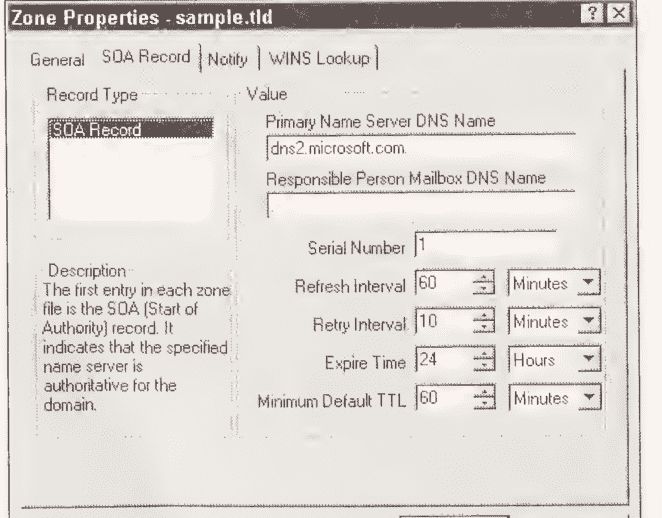 Zone Properties - sample.tld
General SOA Record Notify WINS Lookup
Record Type
SOA Record
Description
The first entry in each zone
file is the SOA (Start of
Authority) record. It
indicates that the specified
name server is
authoritative for the
domain.
Value
Primary Name Server DNS Name
dns2.microsoft.com.
Responsible Person Mailbox DNS Name
.
Serial Number 1
Refresh Interval 60 Minutes
Retry Interval 10 Minutes
Expire Time 24 Hours
Minimum Default TTL 60 Minutes